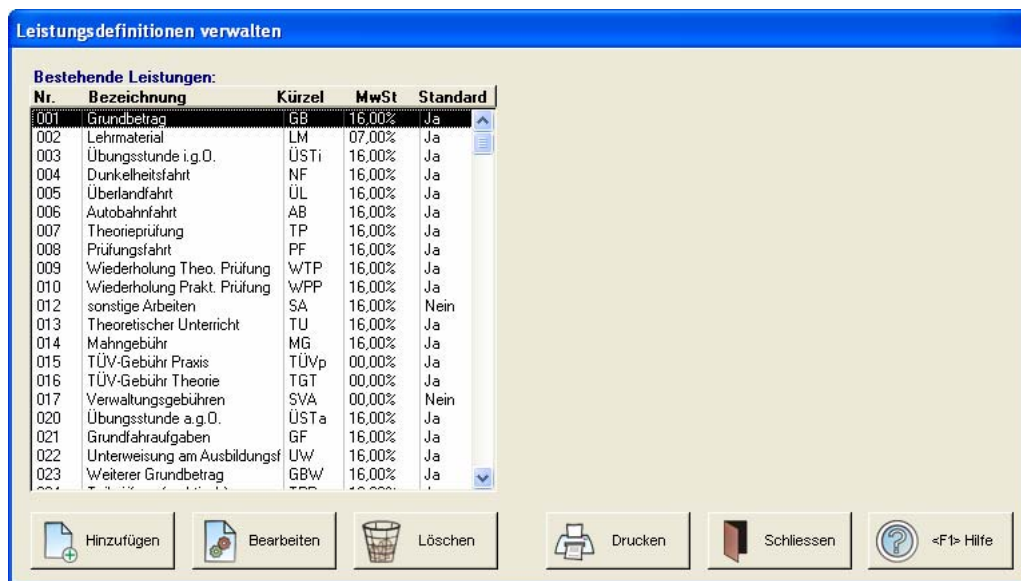 Leistungsdefinitionen verwalten
Bestehende Leistungen:
Nr. Bezeichnung Kürzel MwSt Standard
001 Grundbetrag GB 16,00% Ja
002 Lehrmaterial LM 07,00% Ja
003 Übungsstunde i.g.O. ÜSTi 16,00% Ja
004 Dunkelheitsfahrt NF 16,00% Ja
005 Überlandfahrt ÜL 16,00% Ja
006 Autobahnfahrt AB 16,00% Ja
007 Theorieprüfung TP 16,00% Ja
008 Prüfungsfahrt PF 16,00% Ja
009 Wiederholung Theo. Prüfung WTP 16,00% Ja
010 Wiederholung Prakt. Prüfung WPP 16,00% Ja
012 sonstige Arbeiten SA 16,00% Nein
013 Theoretischer Unterricht TU 16,00% Ja
014 Mahngebühr MG 16,00% Ja
015 TÜV-Gebühr Praxis TÜVp 00,00% Ja
016 TÜV-Gebühr Theorie TGT 00,00% Ja
017 Verwaltungsgebühren SVA 00,00% Nein
020 Übungsstunde a.g.O. ÜSTa 16,00% Ja
021 Grundfahraufgaben GF 16,00% Ja
022 Unterweisung am Ausbildungsf UW 16,00% Ja
023 Weiterer Grundbetrag GBW 16,00% Ja
Hinzufügen Bearbeiten Löschen Drucken Schliessen <F1> Hilfe